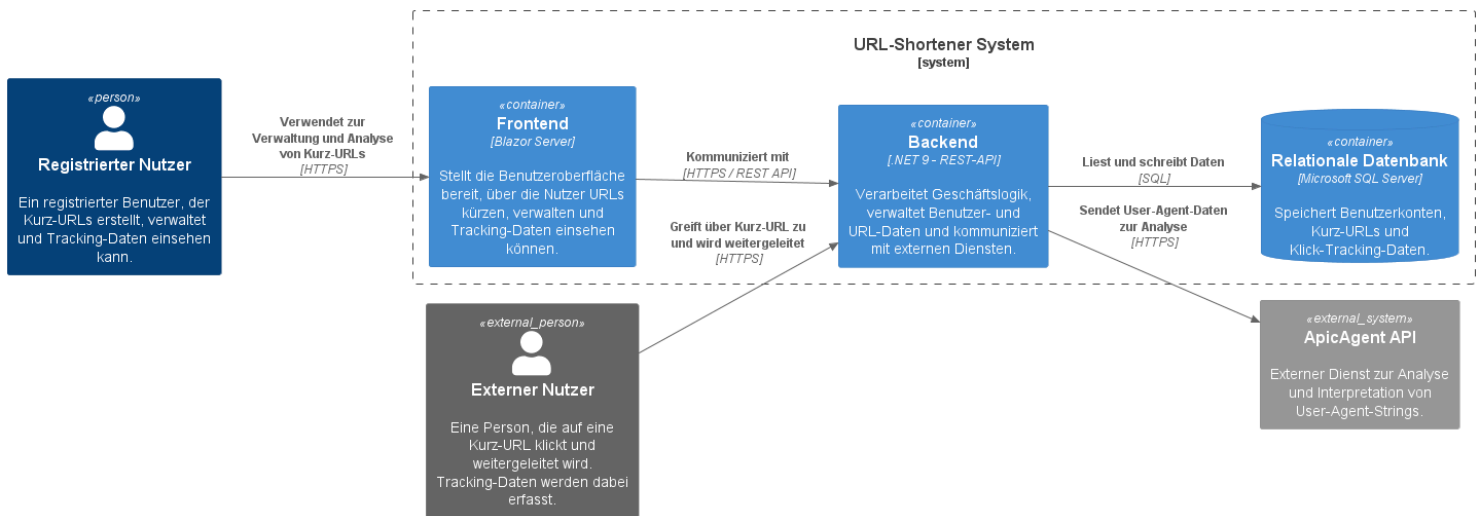 URL-Shortener System
[system]
«person»
Registrierter Nutzer
Ein registrierter Benutzer, der
Kurz-URLs erstellt, verwaltet
und Tracking-Daten einsehen
kann.
Verwendet zur
Verwaltung und Analyse
von Kurz-URLs
[HTTPS]
«container»
Frontend
[Blazor Server]
Stellt die Benutzeroberfläche
bereit, über die Nutzer URLs
kürzen, verwalten und
Tracking-Daten einsehen
können.
Kommuniziert mit
[HTTPS / REST API]
Greift über Kurz-URL zu
und wird weitergeleitet
[HTTPS]
«container»
Backend
[.NET 9 - REST-API]
Verarbeitet Geschäftslogik,
verwaltet Benutzer- und
URL-Daten und kommuniziert
mit externen Diensten.
Liest und schreibt Daten
[SQL]
Sendet User-Agent-Daten
zur Analyse
[HTTPS]
«container»
Relationale Datenbank
[Microsoft SQL Server]
Speichert Benutzerkonten,
Kurz-URLs und
Klick-Tracking-Daten.
«external_person»
Externer Nutzer
Eine Person, die auf eine
Kurz-URL klickt und
weitergeleitet wird.
Tracking-Daten werden dabei
erfasst.
«external_system»
ApicAgent API
Externer Dienst zur Analyse
und Interpretation von
User-Agent-Strings.